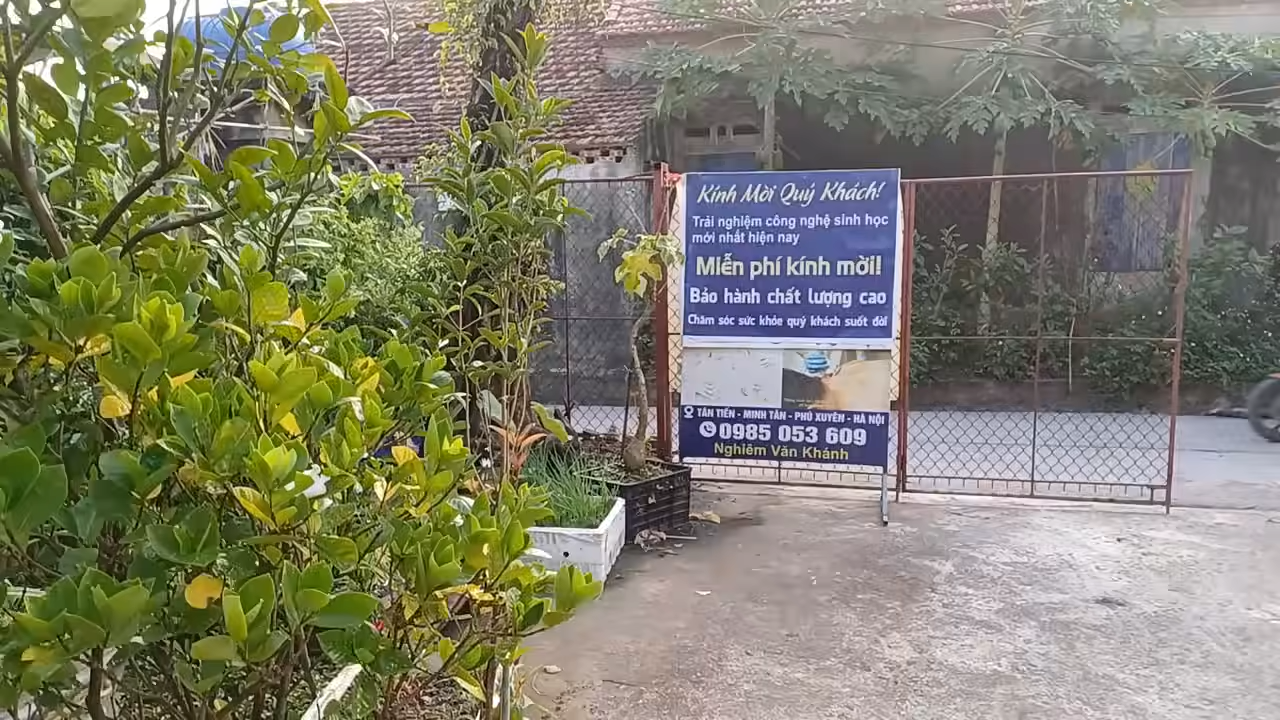 Kính Mời Quý Khách!
Trải nghiệm công nghệ sinh học
mới nhất hiện nay
Miễn phí kính mời!
Bảo hành chất lượng cao
Chăm sóc sức khỏe quý khách suốt đời
TÂN TIẾN - MINH TÂN - PHÚ XUYÊN - HÀ NỘI
0985 053 609
Nghiêm Văn Khánh